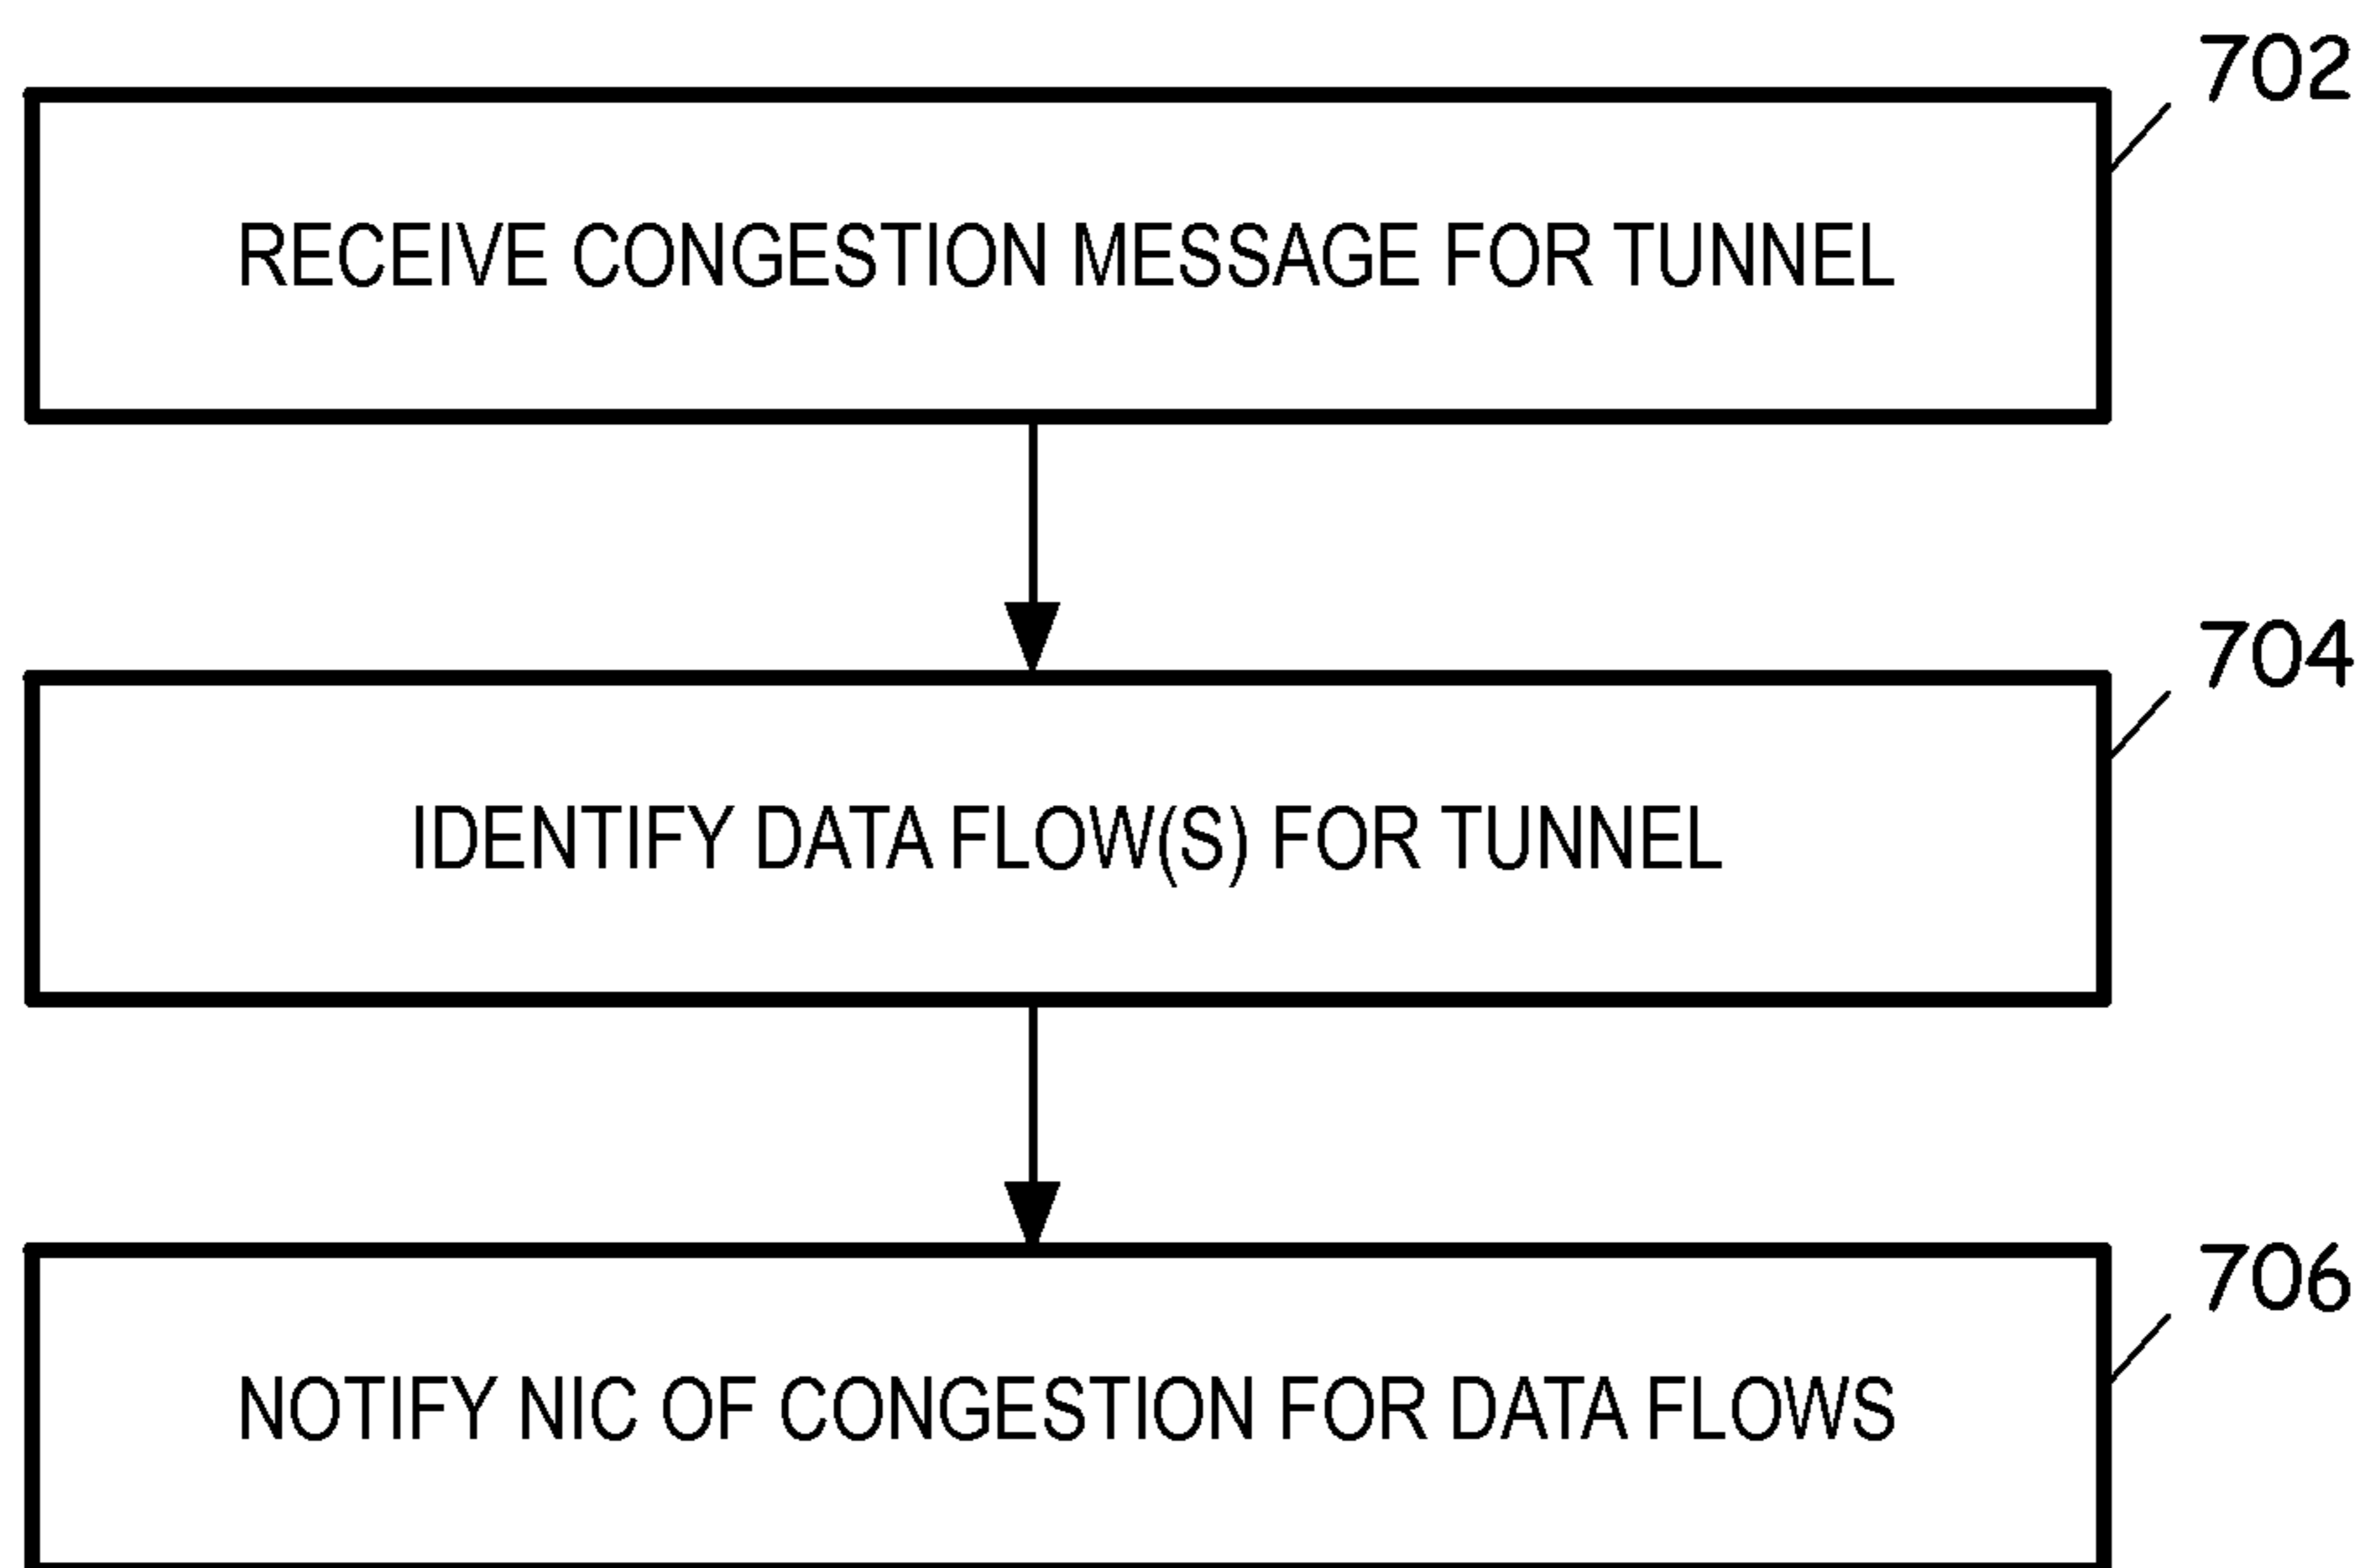 702
RECEIVE CONGESTION MESSAGE FOR TUNNEL
704
IDENTIFY DATA FLOW(S) FOR TUNNEL
706
NOTIFY NIC OF CONGESTION FOR DATA FLOWS